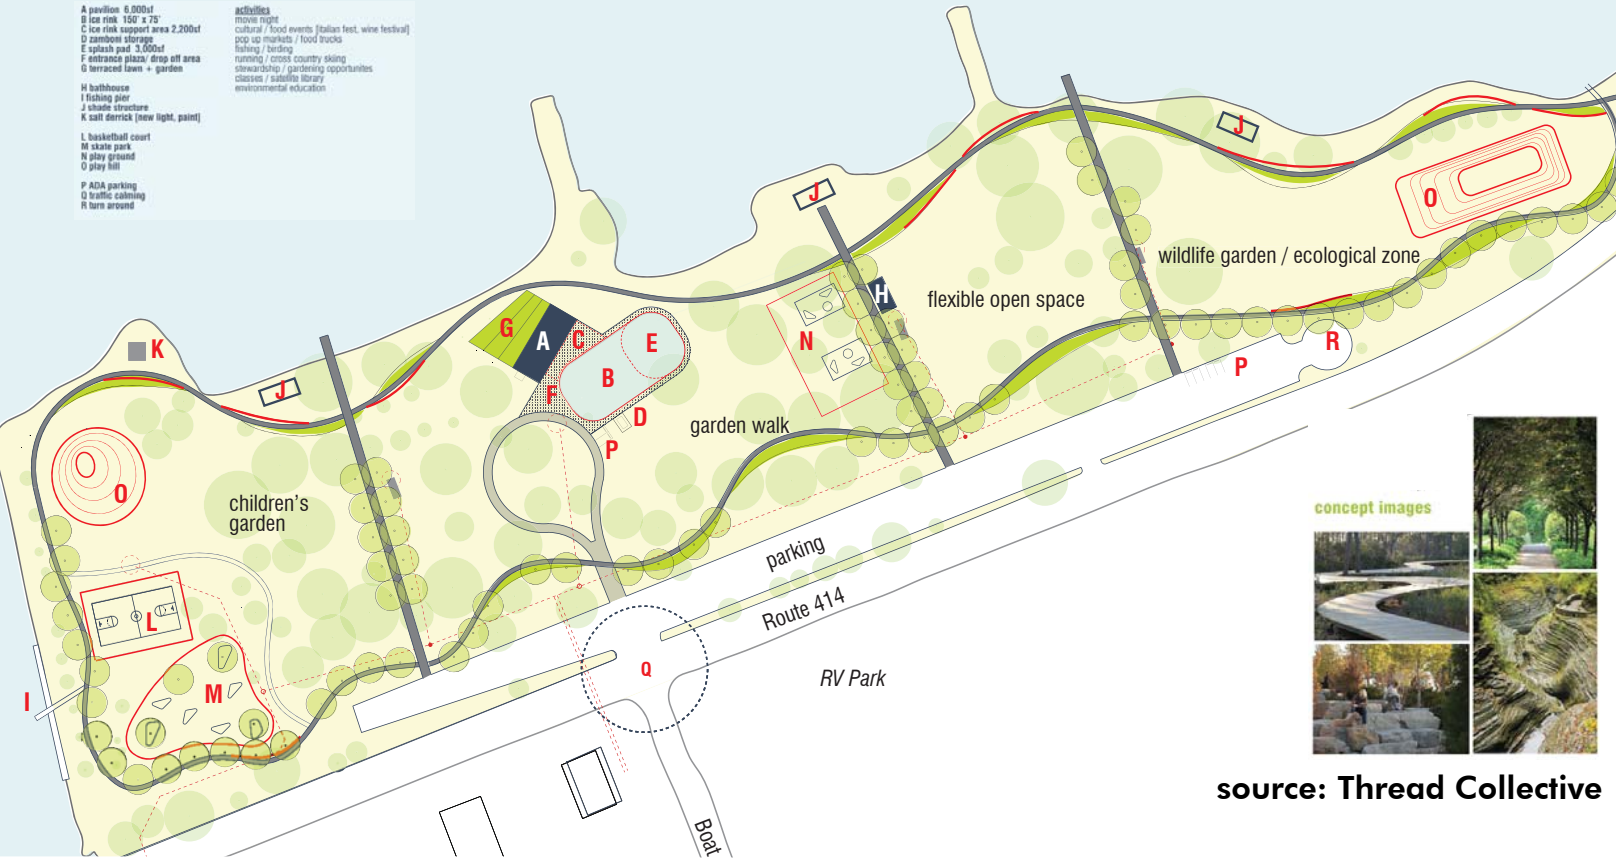 A pavilion 6,000sf
B ice rink 150' x 75'
C ice rink support area 2,200sf
D zamboni storage
E splash pad 3,000sf
F entrance plaza/ drop off area
G terraced lawn + garden
H bathhouse
I fishing pier
J shade structure
K salt derrick [new light, paint]
L basketball court
M skate park
N play ground
O play hill
P ADA parking
Q traffic calming
R turn around
activities
movie night
cultural / food events [italian fest, wine festival]
pop up markets / food trucks
fishing / birding
running / cross country skiing
stewardship / gardening opportunites
classes / satellite library
environmental education
J
J
O
wildlife garden / ecological zone
H
flexible open space
G
A
C
E
N
K
R
P
B
J
F
D
garden walk
P
O
children's
garden
concept images
parking
L
Route 414
Q
RV Park
M
I
source: Thread Collective
Boat